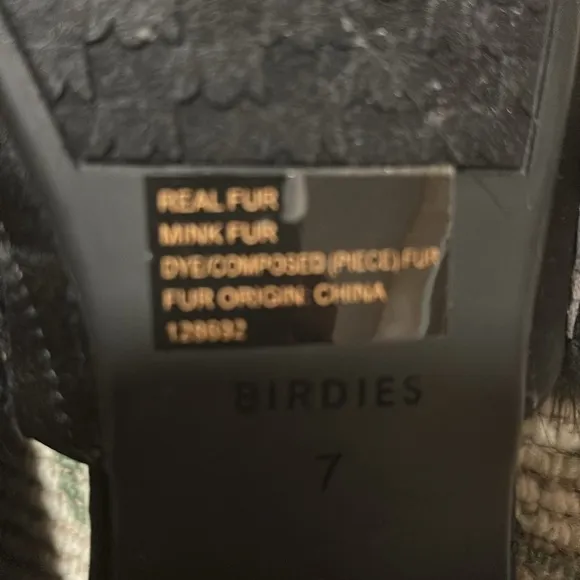 REAL FUR
MINK FUR
DYE/COMPOSED (PIECE) FUR
FUR ORIGIN: CHINA
BIRDIES
7